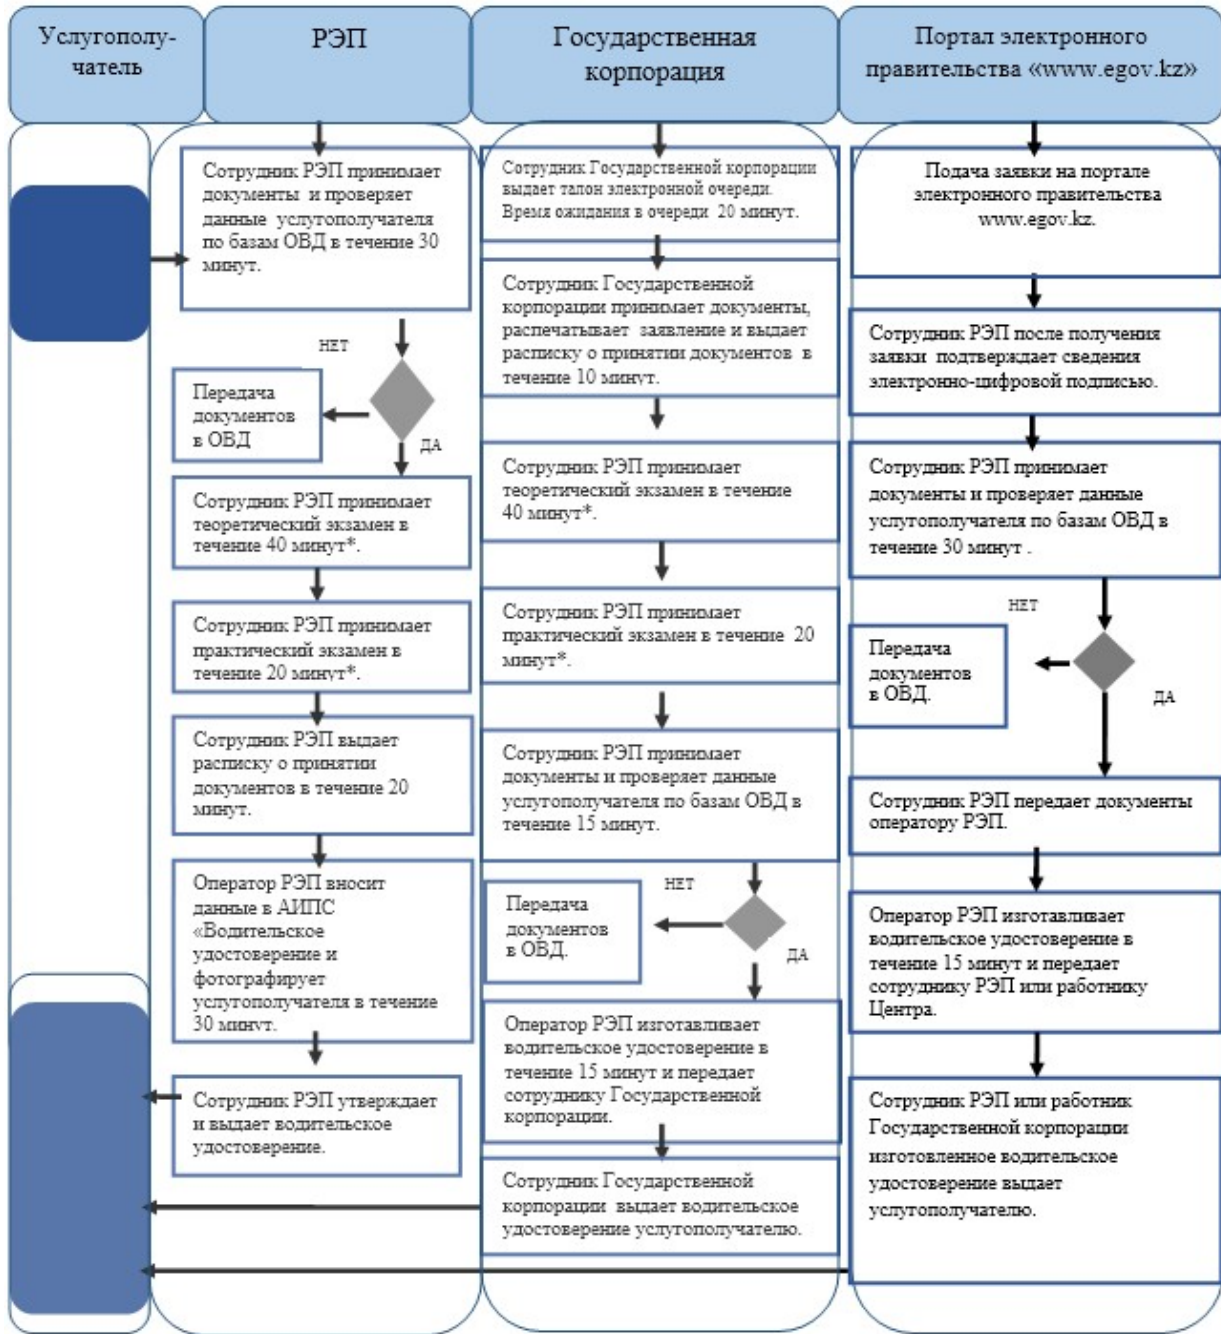 Услугополу-
чатель
РЭП
Государственная
корпорация
Портал электронного
правительства «www.egov.kz»
Сотрудник РЭП принимает
документы и проверяет
данные услугополучателя
по базам ОВД в течение 30
минут.
НЕТ
Передача
документов
в ОВД
ДА
Сотрудник РЭП принимает
теоретический экзамен в
течение 40 минут*.
Сотрудник РЭП принимает
практический экзамен в
течение 20 минут*.
Сотрудник РЭП выдает
расписку о принятии
документов в течение 20
минут.
Оператор РЭП вносит
данные в АИПС
«Водительское
удостоверение и
фотографирует
услугополучателя в течение
30 минут.
Сотрудник РЭП утверждает
и выдает водительское
удостоверение.
Сотрудник Государственной корпорации
выдает талон электронной очереди.
Время ожидания в очереди 20 минут.
Сотрудник Государственной
корпорации принимает документы,
распечатывает заявление и выдает
расписку о принятии документов в
течение 10 минут.
Сотрудник РЭП принимает
теоретический экзамен в течение
40 минут*.
Сотрудник РЭП принимает
практический экзамен в течение 20
минут*.
Сотрудник РЭП принимает
документы и проверяет данные
услугополучателя по базам ОВД в
течение 15 минут.
НЕТ
Передача
документов
в ОВД.
ДА
Оператор РЭП изготавливает
водительское удостоверение в
течение 15 минут и передает
сотруднику Государственной
корпорации.
Сотрудник Государственной
корпорации выдает водительское
удостоверение услугополучателю.
Подача заявки на портале
электронного правительства
www.egov.kz.
Сотрудник РЭП после получения
заявки подтверждает сведения
электронно-цифровой подписью.
Сотрудник РЭП принимает
документы и проверяет данные
услугополучателя по базам ОВД в
течение 30 минут .
НЕТ
Передача
документов
в ОВД.
ДА
Сотрудник РЭП передает документы
оператору РЭП.
Оператор РЭП изготавливает
водительское удостоверение в
течение 15 минут и передает
сотруднику РЭП или работнику
Центра.
Сотрудник РЭП или работник
Государственной корпорации
изготовленное водительское
удостоверение выдает
услугополучателю.